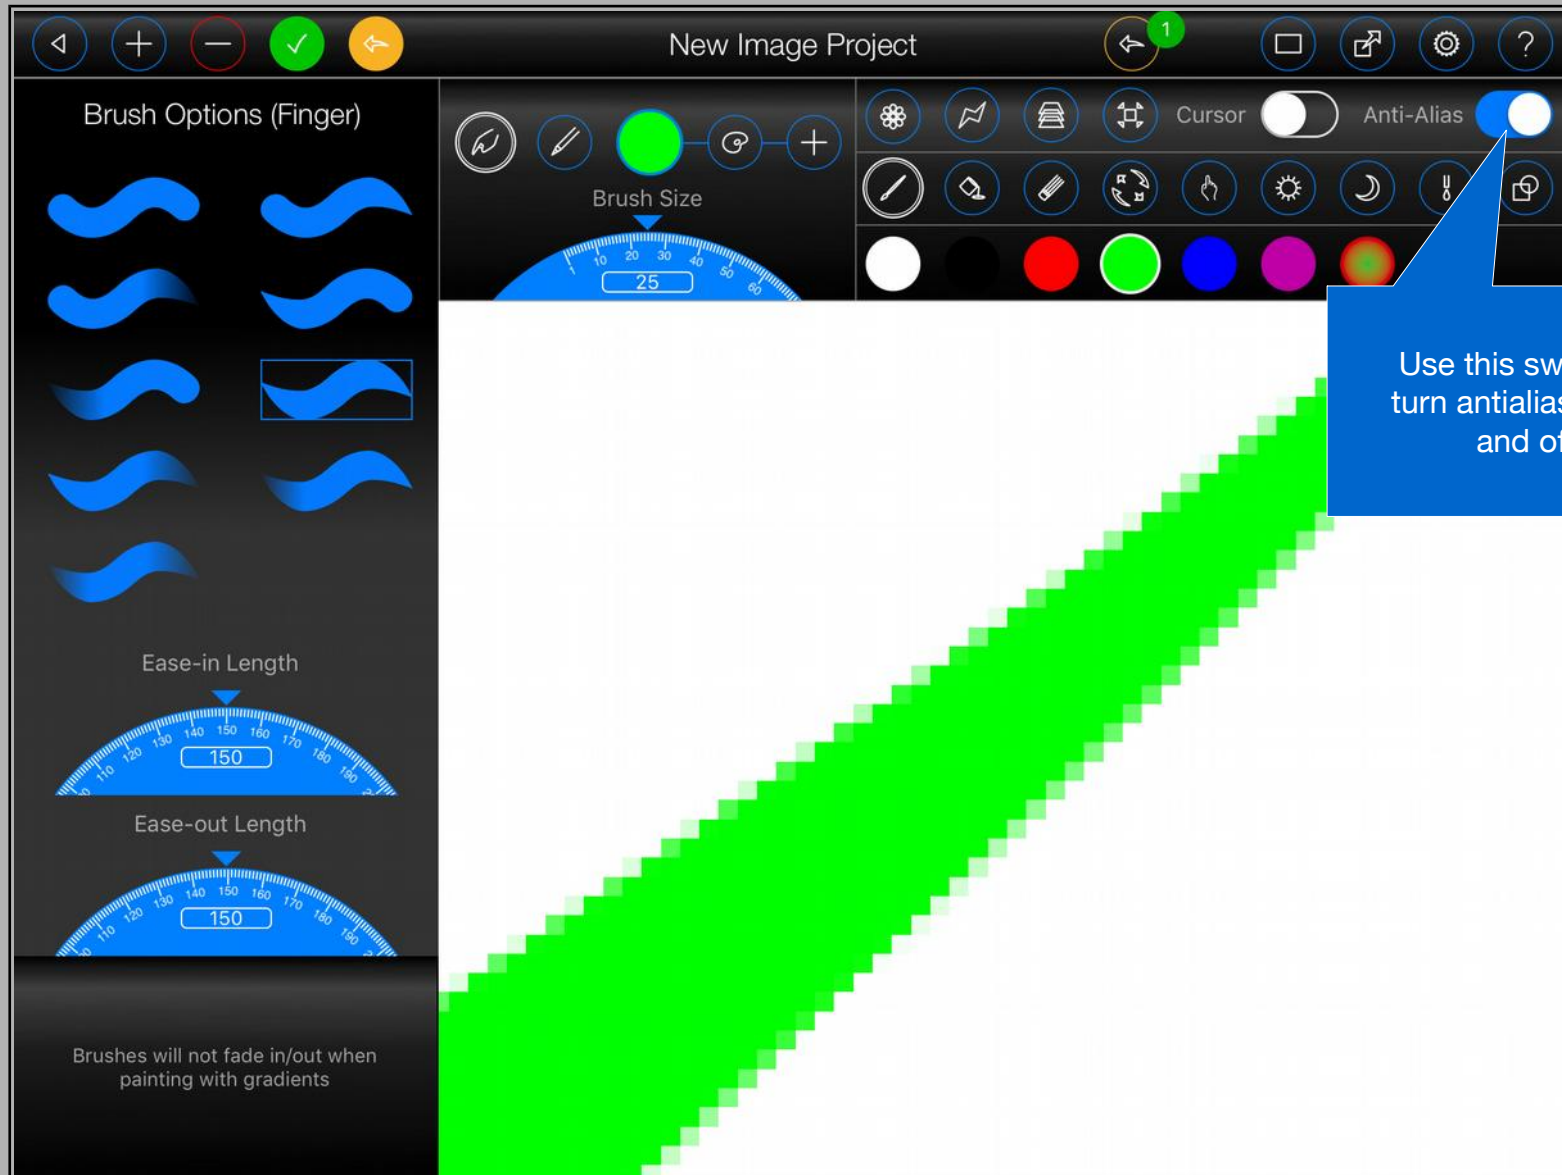 New Image Project
1
?
Brush Options (Finger)
Cursor
Anti-Alias
Brush Size
1 10 20 30 40 50 60
25
Use this
turn
and
Ease-in Length
110 120 130 140 150 160 170 180 190
150
Ease-out Length
110 120 130 140 150 160 170 180 190
150
Brushes will not fade in/out when
painting with gradients